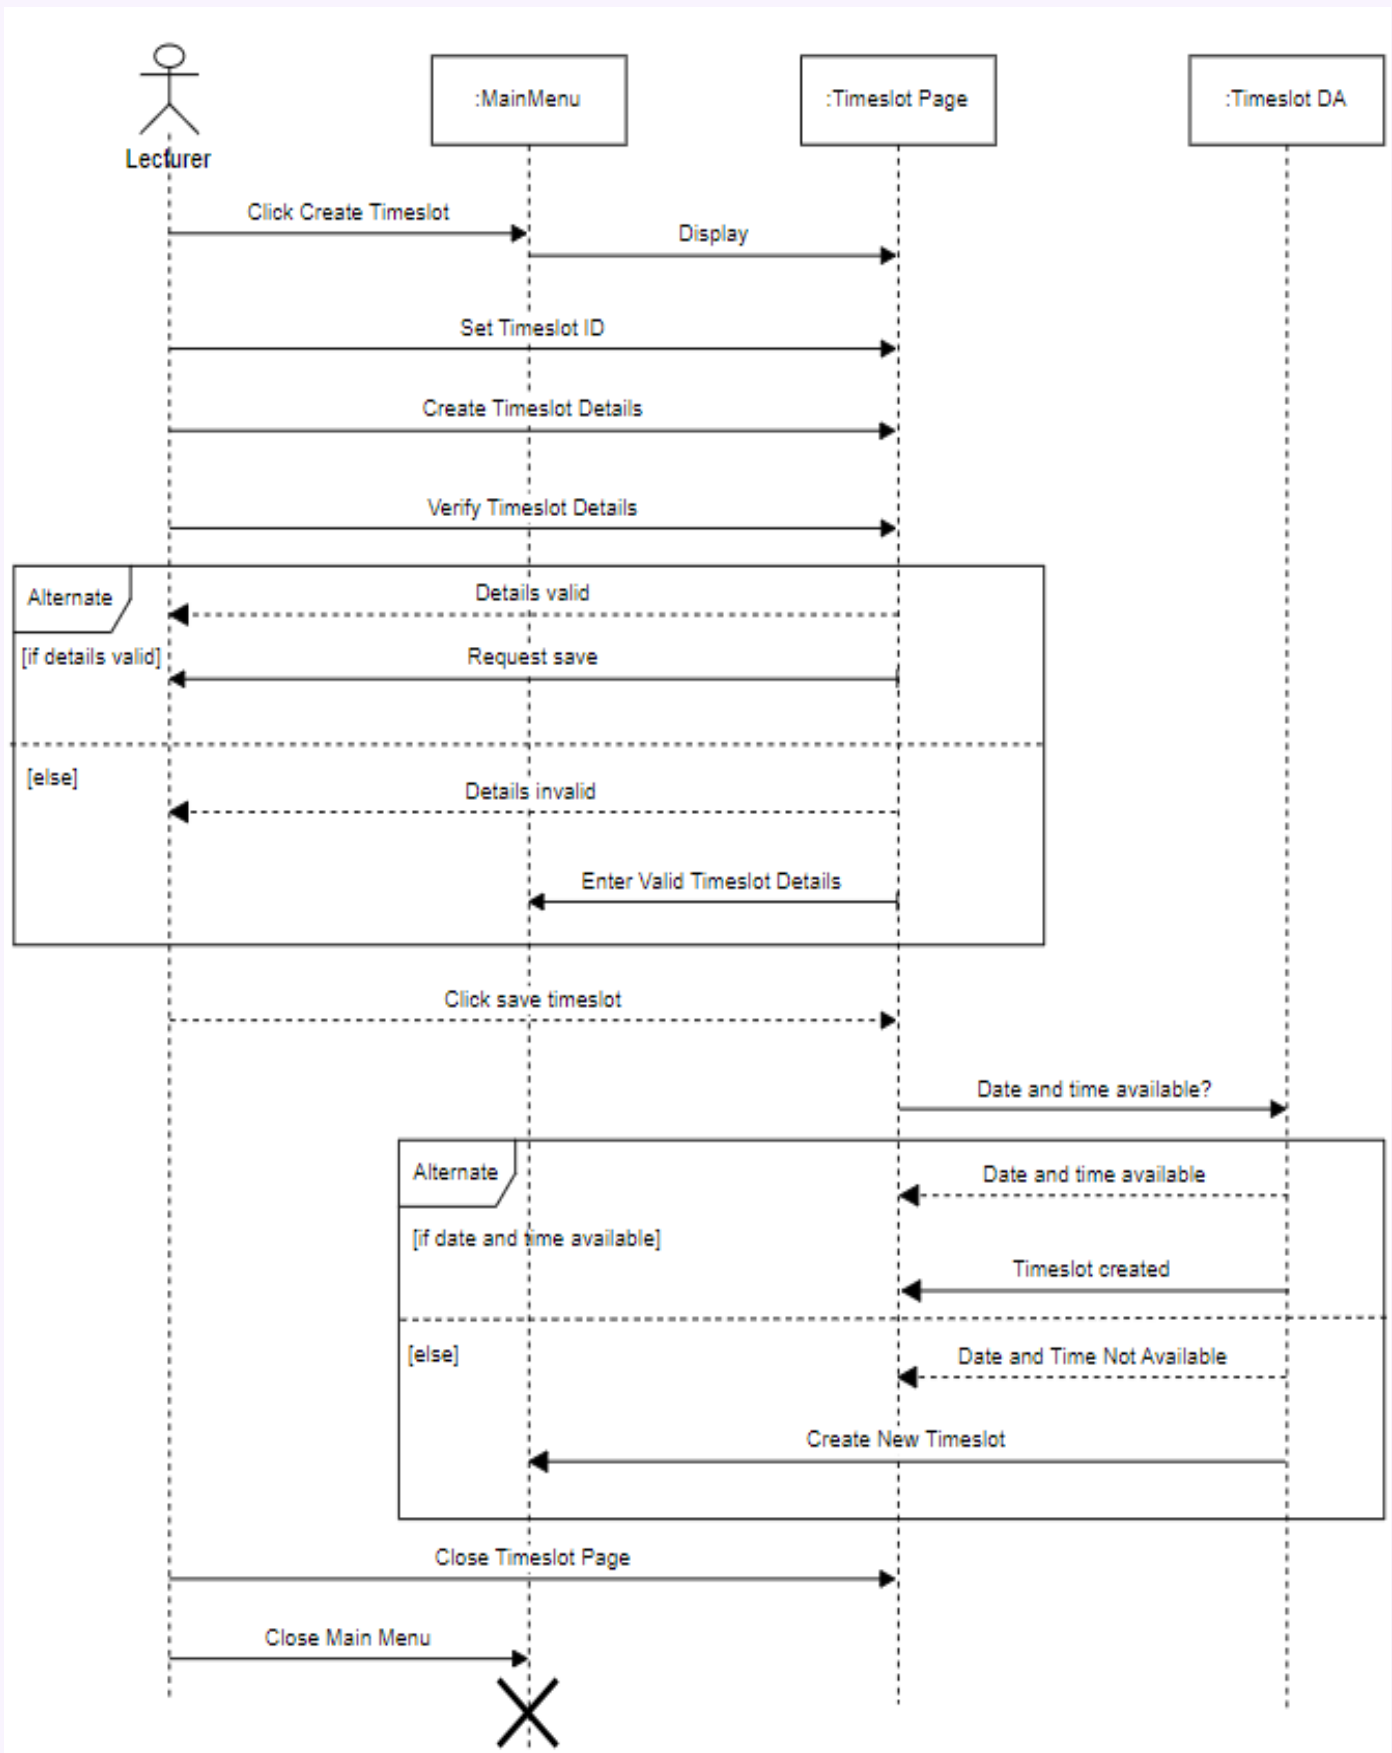 :MainMenu
:Timeslot Page
:Timeslot DA
Lecturer
Click Create Timeslot
Display
Set Timeslot ID
Create Timeslot Details
Verify Timeslot Details
Alternate
Details valid
[if details valid]
Request save
[else]
Details invalid
Enter Valid Timeslot Details
Click save timeslot
Date and time available?
Alternate
Date and time available
[if date and time available]
Timeslot created
[else]
Date and Time Not Available
Create New Timeslot
Close Timeslot Page
Close Main Menu